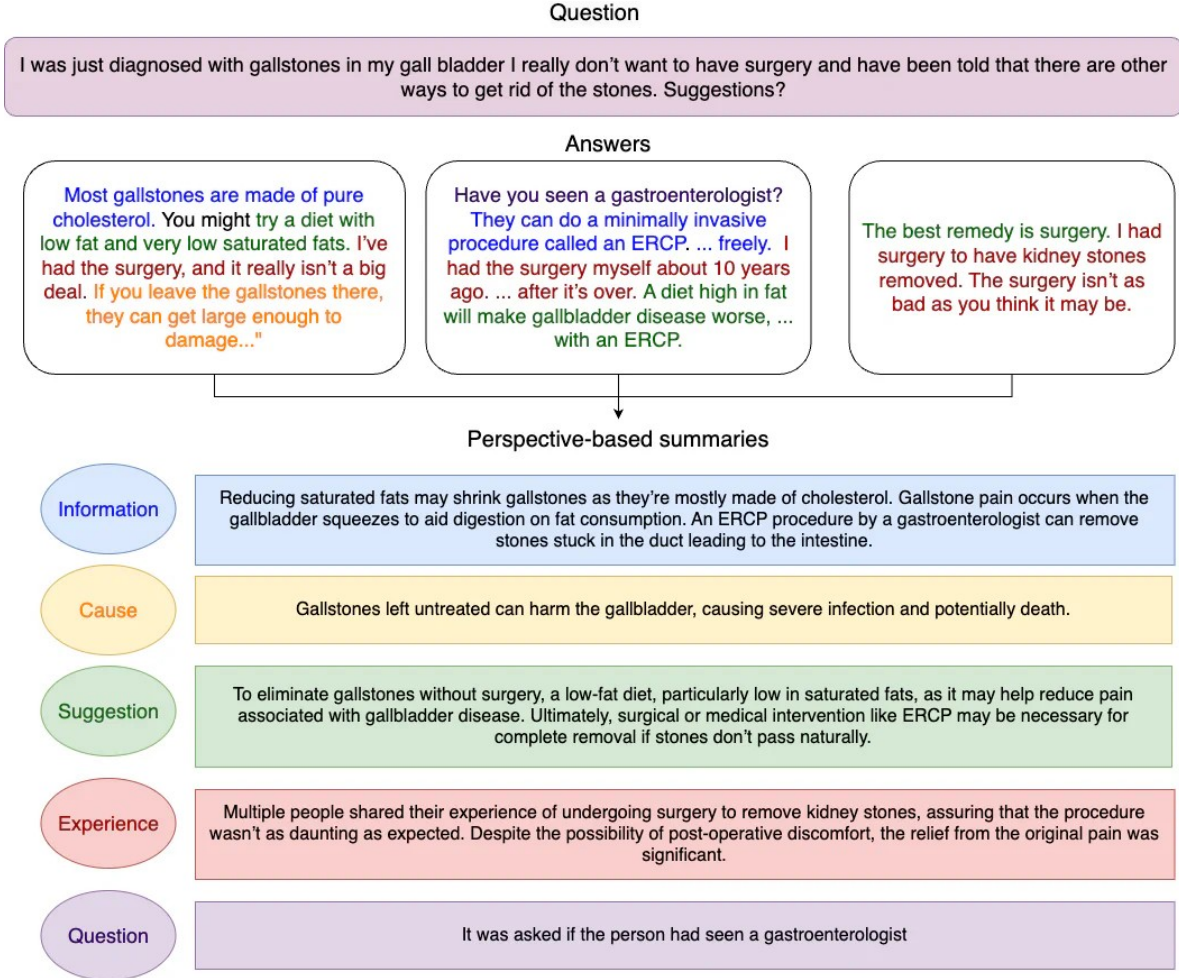 Question
I was just diagnosed with gallstones in my gall bladder I really don't want to have surgery and have been told that there are other
ways to get rid of the stones. Suggestions?
Answers
Most gallstones are made of pure
cholesterol. You might try a diet with
low fat and very low saturated fats. I've
had the surgery, and it really isn't a big
deal. If you leave the gallstones there,
they can get large enough to
damage..."
Have you seen a gastroenterologist?
They can do a minimally invasive
procedure called an ERCP. ... freely. I
had the surgery myself about 10 years
ago. ... after it's over. A diet high in fat
will make gallbladder disease worse, ...
with an ERCP.
The best remedy is surgery. I had
surgery to have kidney stones
removed. The surgery isn't as
bad as you think it may be.
Perspective-based summaries
Information
Reducing saturated fats may shrink gallstones as they're mostly made of cholesterol. Gallstone pain occurs when the
gallbladder squeezes to aid digestion on fat consumption. An ERCP procedure by a gastroenterologist can remove
stones stuck in the duct leading to the intestine.
Cause
Gallstones left untreated can harm the gallbladder, causing severe infection and potentially death.
Suggestion
To eliminate gallstones without surgery, a low-fat diet, particularly low in saturated fats, as it may help reduce pain
associated with gallbladder disease. Ultimately, surgical or medical intervention like ERCP may be necessary for
complete removal if stones don't pass naturally.
Experience
Multiple people shared their experience of undergoing surgery to remove kidney stones, assuring that the procedure
wasn't as daunting as expected. Despite the possibility of post-operative discomfort, the relief from the original pain was
significant.
Question
It was asked if the person had seen a gastroenterologist